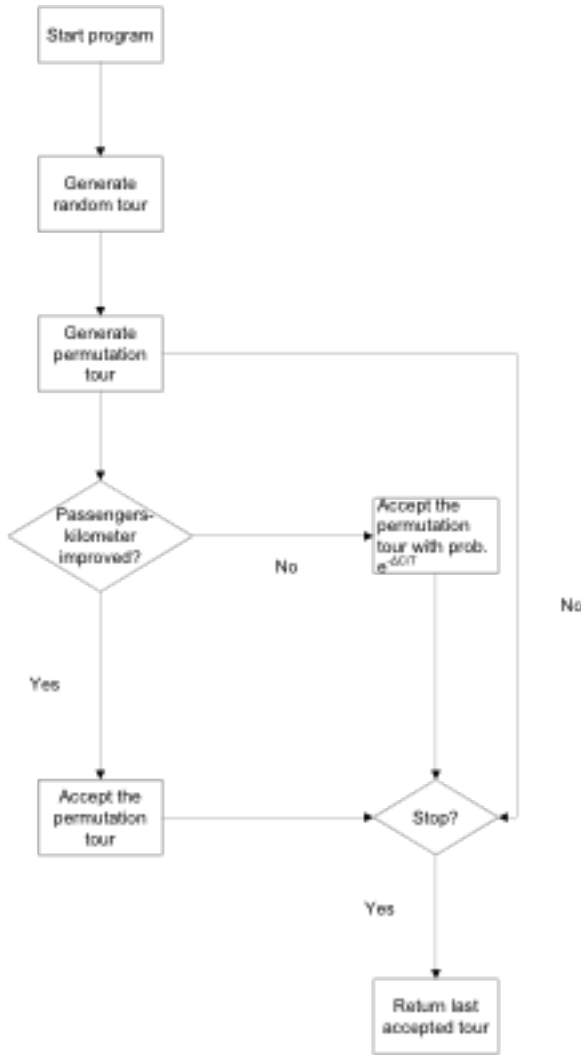 Start program
Generate
random tour
Generate
permutation
tour
Passengers-
kilometer
improved?
No
Accept the
permutation
tour with prob.
e^-ΔC/T
No
Yes
Accept the
permutation
tour
Stop?
Yes
Return last
accepted tour